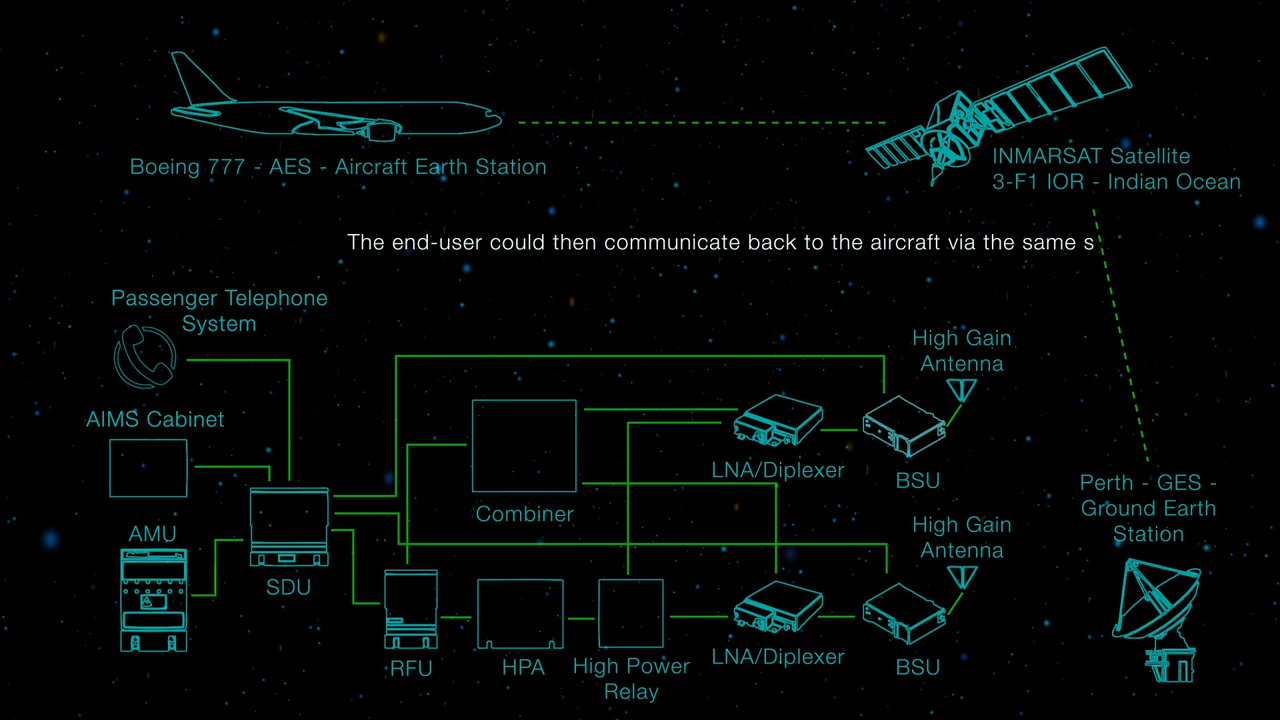 Boeing 777 - AES - Aircraft Earth Station
INMARSAT Satellite
3-F1 IOR - Indian Ocean
The end-user could then communicate back to the aircraft via the same s
Passenger Telephone
System
High Gain
Antenna
AIMS Cabinet
LNA/Diplexer
BSU
Perth - GES -
Ground Earth
Station
Combiner
AMU
High Gain
Antenna
SDU
RFU
HPA
High Power
Relay
LNA/Diplexer
BSU